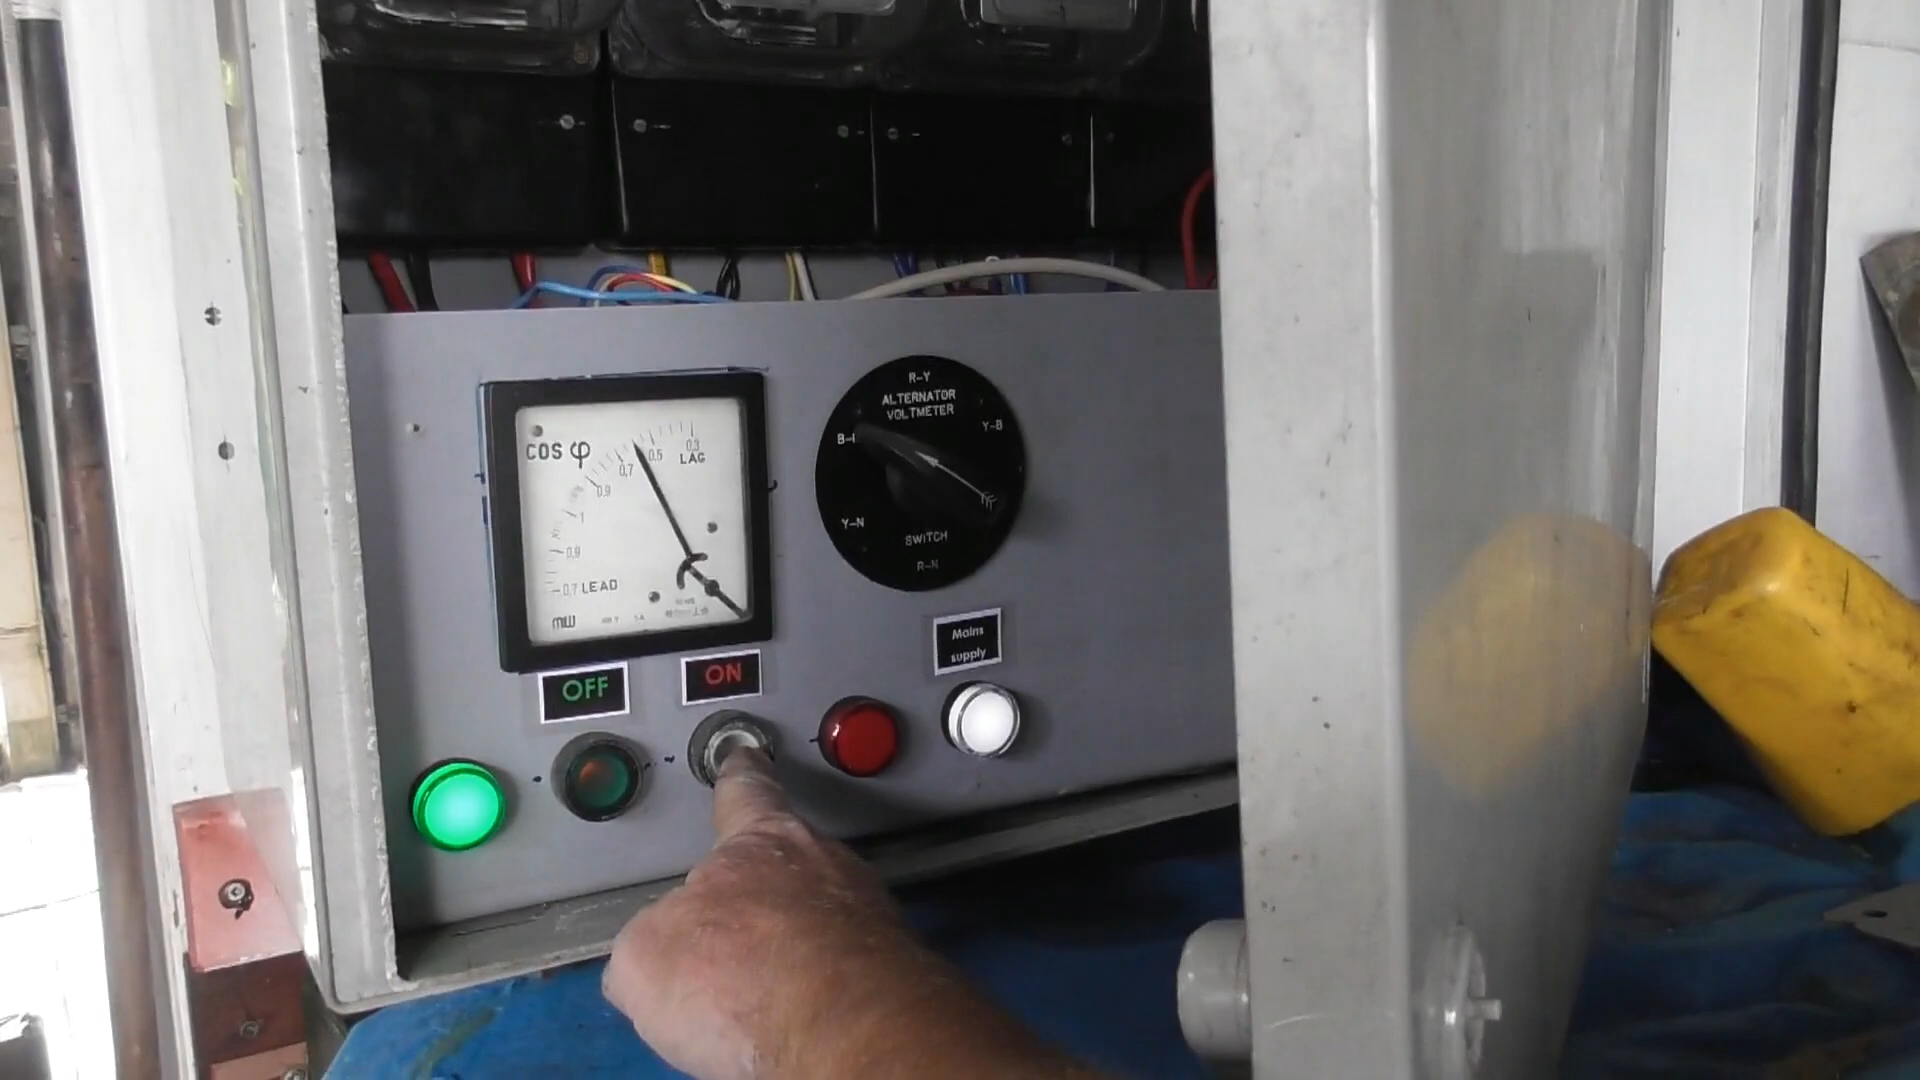 COS φ
0,3
LAG
0,5
0,7
0,9
1
0,9
0,7 LEAD
R-Y
ALTERNATOR
VOLTMETER
Y-B
Y-N
SWITCH
R-N
Mains
supply
ON
OFF